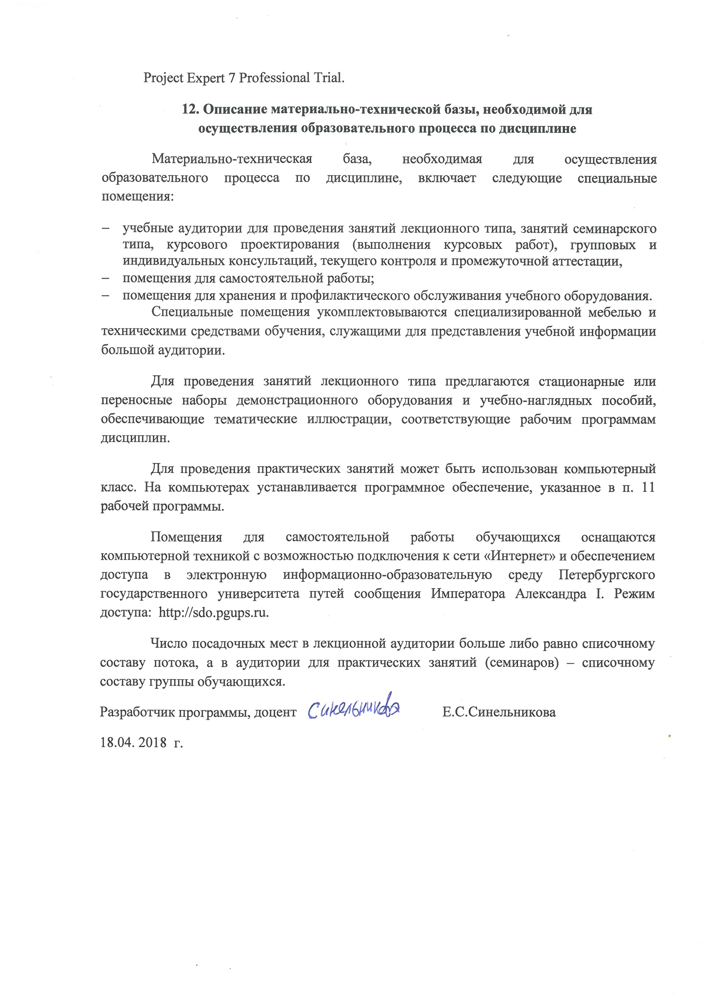 Project Expert 7 Professional Trial.
12. Описание материально-технической базы, необходимой для
осуществления образовательного процесса по дисциплине
Материально-техническая база, необходимая для осуществления
образовательного процесса по дисциплине, включает следующие специальные
помещения:
– учебные аудитории для проведения занятий лекционного типа, занятий семинарского
типа, курсового проектирования (выполнения курсовых работ), групповых и
индивидуальных консультаций, текущего контроля и промежуточной аттестации,
– помещения для самостоятельной работы;
– помещения для хранения и профилактического обслуживания учебного оборудования.
Специальные помещения укомплектовываются специализированной мебелью и
техническими средствами обучения, служащими для представления учебной информации
большой аудитории.
Для проведения занятий лекционного типа предлагаются стационарные или
переносные наборы демонстрационного оборудования и учебно-наглядных пособий,
обеспечивающие тематические иллюстрации, соответствующие рабочим программам
дисциплин.
Для проведения практических занятий может быть использован компьютерный
класс. На компьютерах устанавливается программное обеспечение, указанное в п. 11
рабочей программы.
Помещения для самостоятельной работы обучающихся оснащаются
компьютерной техникой с возможностью подключения к сети «Интернет» и обеспечением
доступа в электронную информационно-образовательную среду Петербургского
государственного университета путей сообщения Императора Александра I. Режим
доступа: http://sdo.pgups.ru.
Число посадочных мест в лекционной аудитории больше либо равно списочному
составу потока, а в аудитории для практических занятий (семинаров) – списочному
составу группы обучающихся.
Разработчик программы, доцент Синельникова Е.С.Синельникова
18.04. 2018 г.